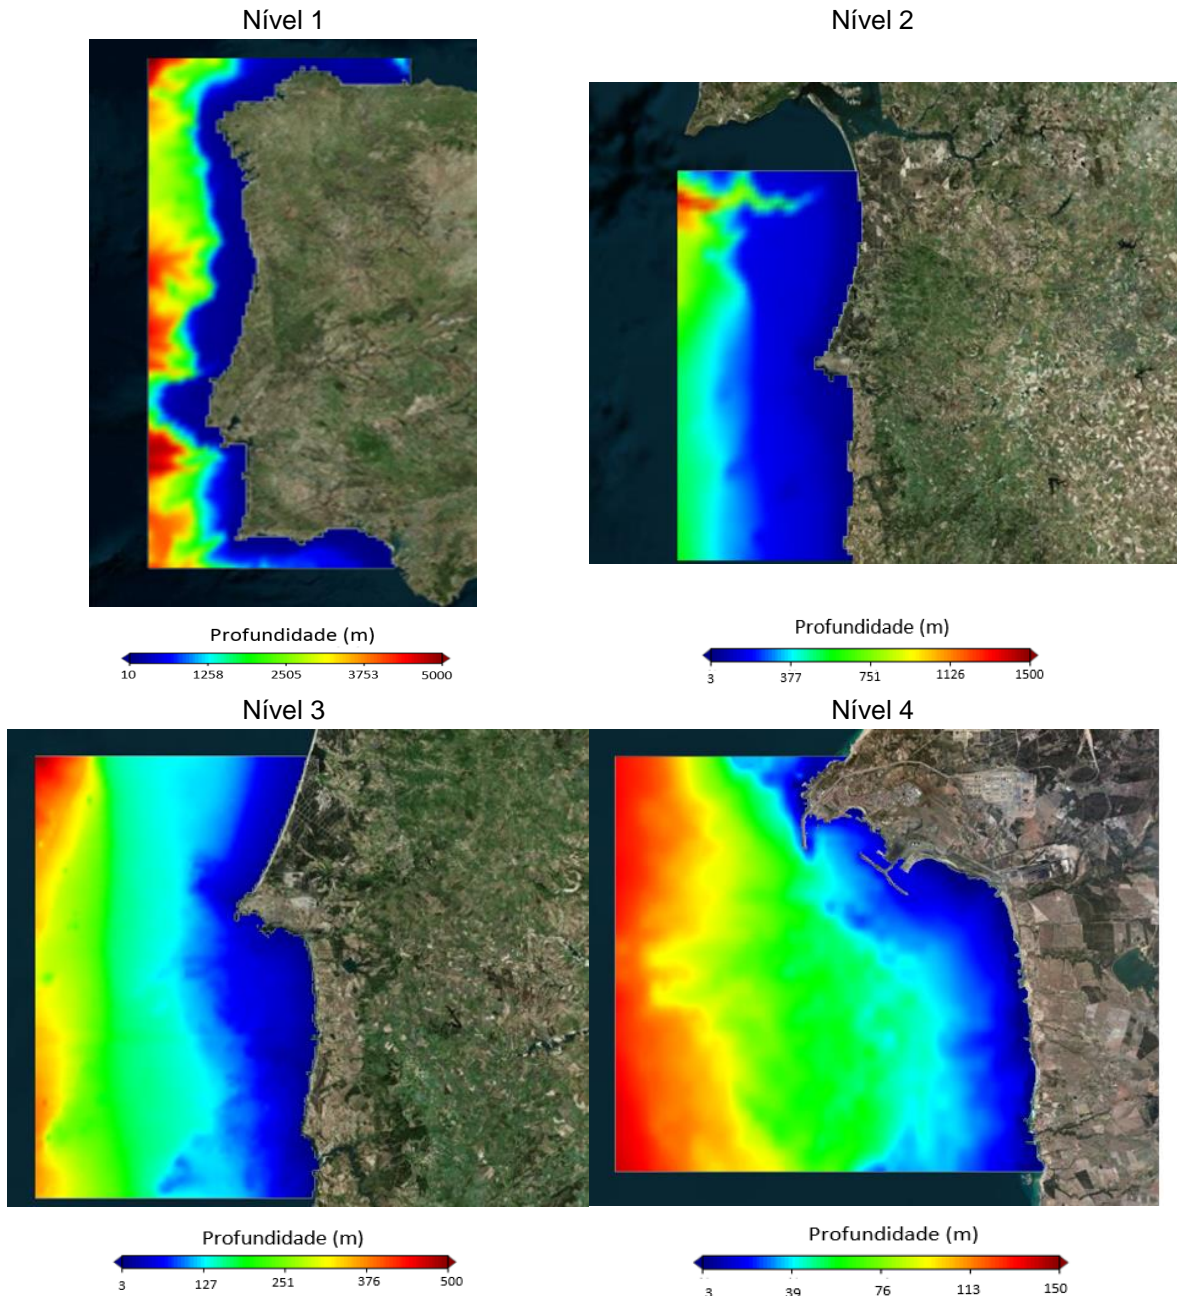 Nível 1
Nível 2
Profundidade (m)
10 1258 2505 3753 5000
Profundidade (m)
3 377 751 1126 1500
Nível 3
Nível 4
Profundidade (m)
3 127 251 376 500
Profundidade (m)
3 39 76 113 150